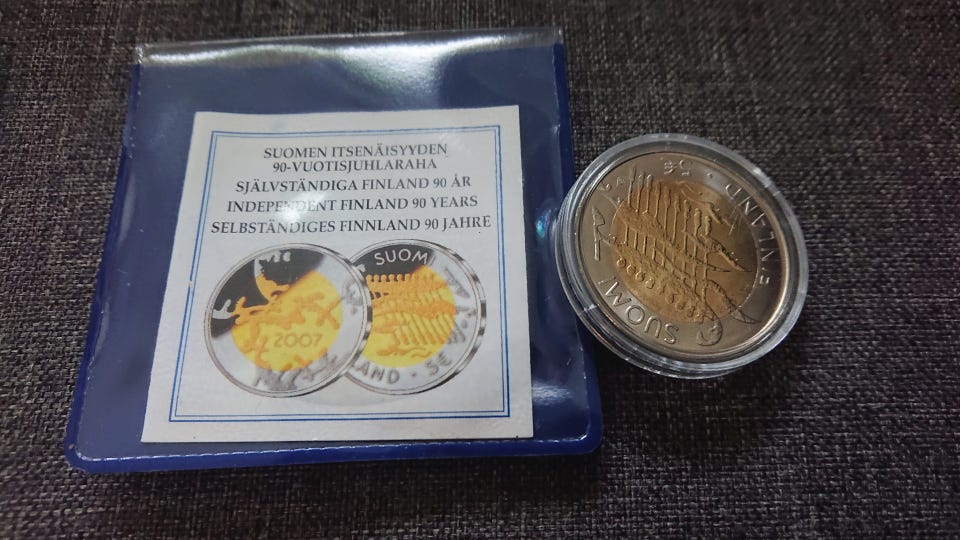 SUOMEN ITSENÄISYYDEN
90-VUOTISJUHLARAHA
SJÄLVSTÄNDIGA FINLAND 90 ÅR
INDEPENDENT FINLAND 90 YEARS
SELBSTÄNDIGES FINNLAND 90 JAHRE
2007
SUOMI
LAND · 5€
SUOMI
FINLAND · 5€